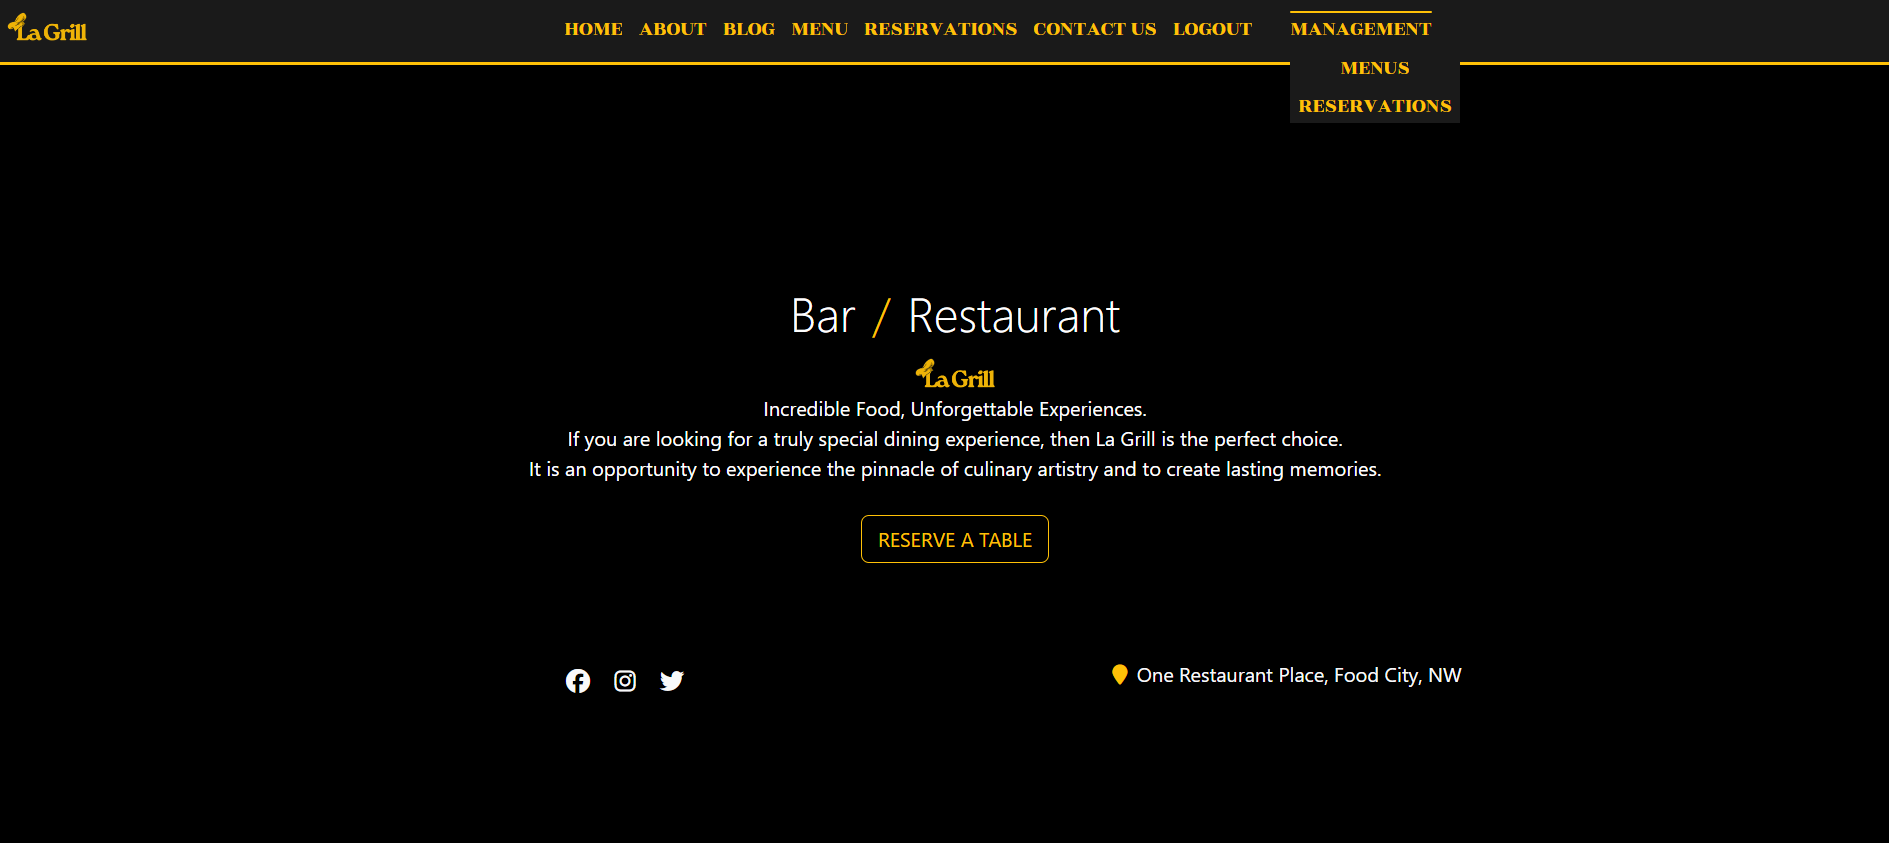 La Grill
HOME ABOUT BLOG MENU RESERVATIONS CONTACT US LOGOUT MANAGEMENT
MENUS
RESERVATIONS
Bar / Restaurant
La Grill
Incredible Food, Unforgettable Experiences.
If you are looking for a truly special dining experience, then La Grill is the perfect choice.
It is an opportunity to experience the pinnacle of culinary artistry and to create lasting memories.
RESERVE A TABLE
One Restaurant Place, Food City, NW